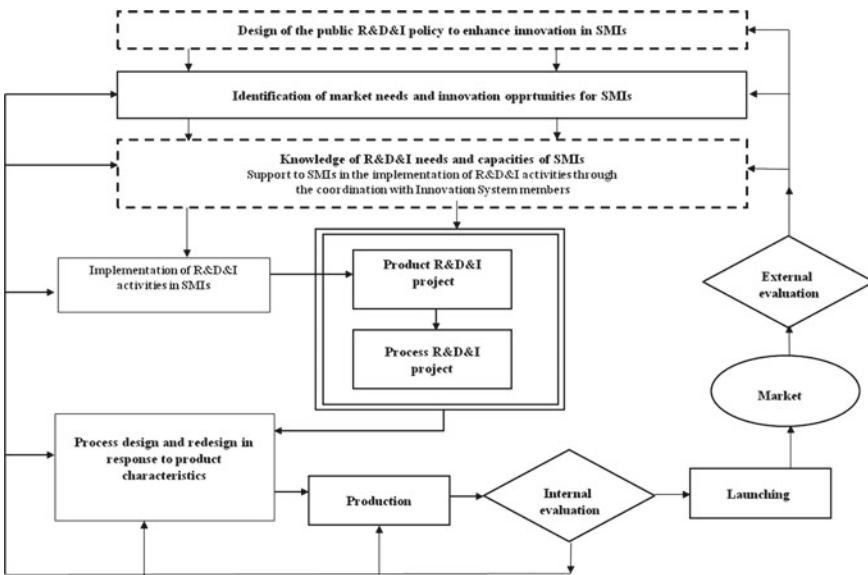 Design of the public R&D&I policy to enhance innovation in SMIs
Identification of market needs and innovation opprtunities for SMIs
Knowledge of R&D&I needs and capacities of SMIs
Support to SMIs in the implementation of R&D&I activities through
the coordination with Innovation System members
Implementation of R&D&I
activities in SMIs
Product R&D&I
project
Process R&D&I
project
External
evaluation
Market
Process design and redesign in
response to product
characteristics
Production
Internal
evaluation
Launching